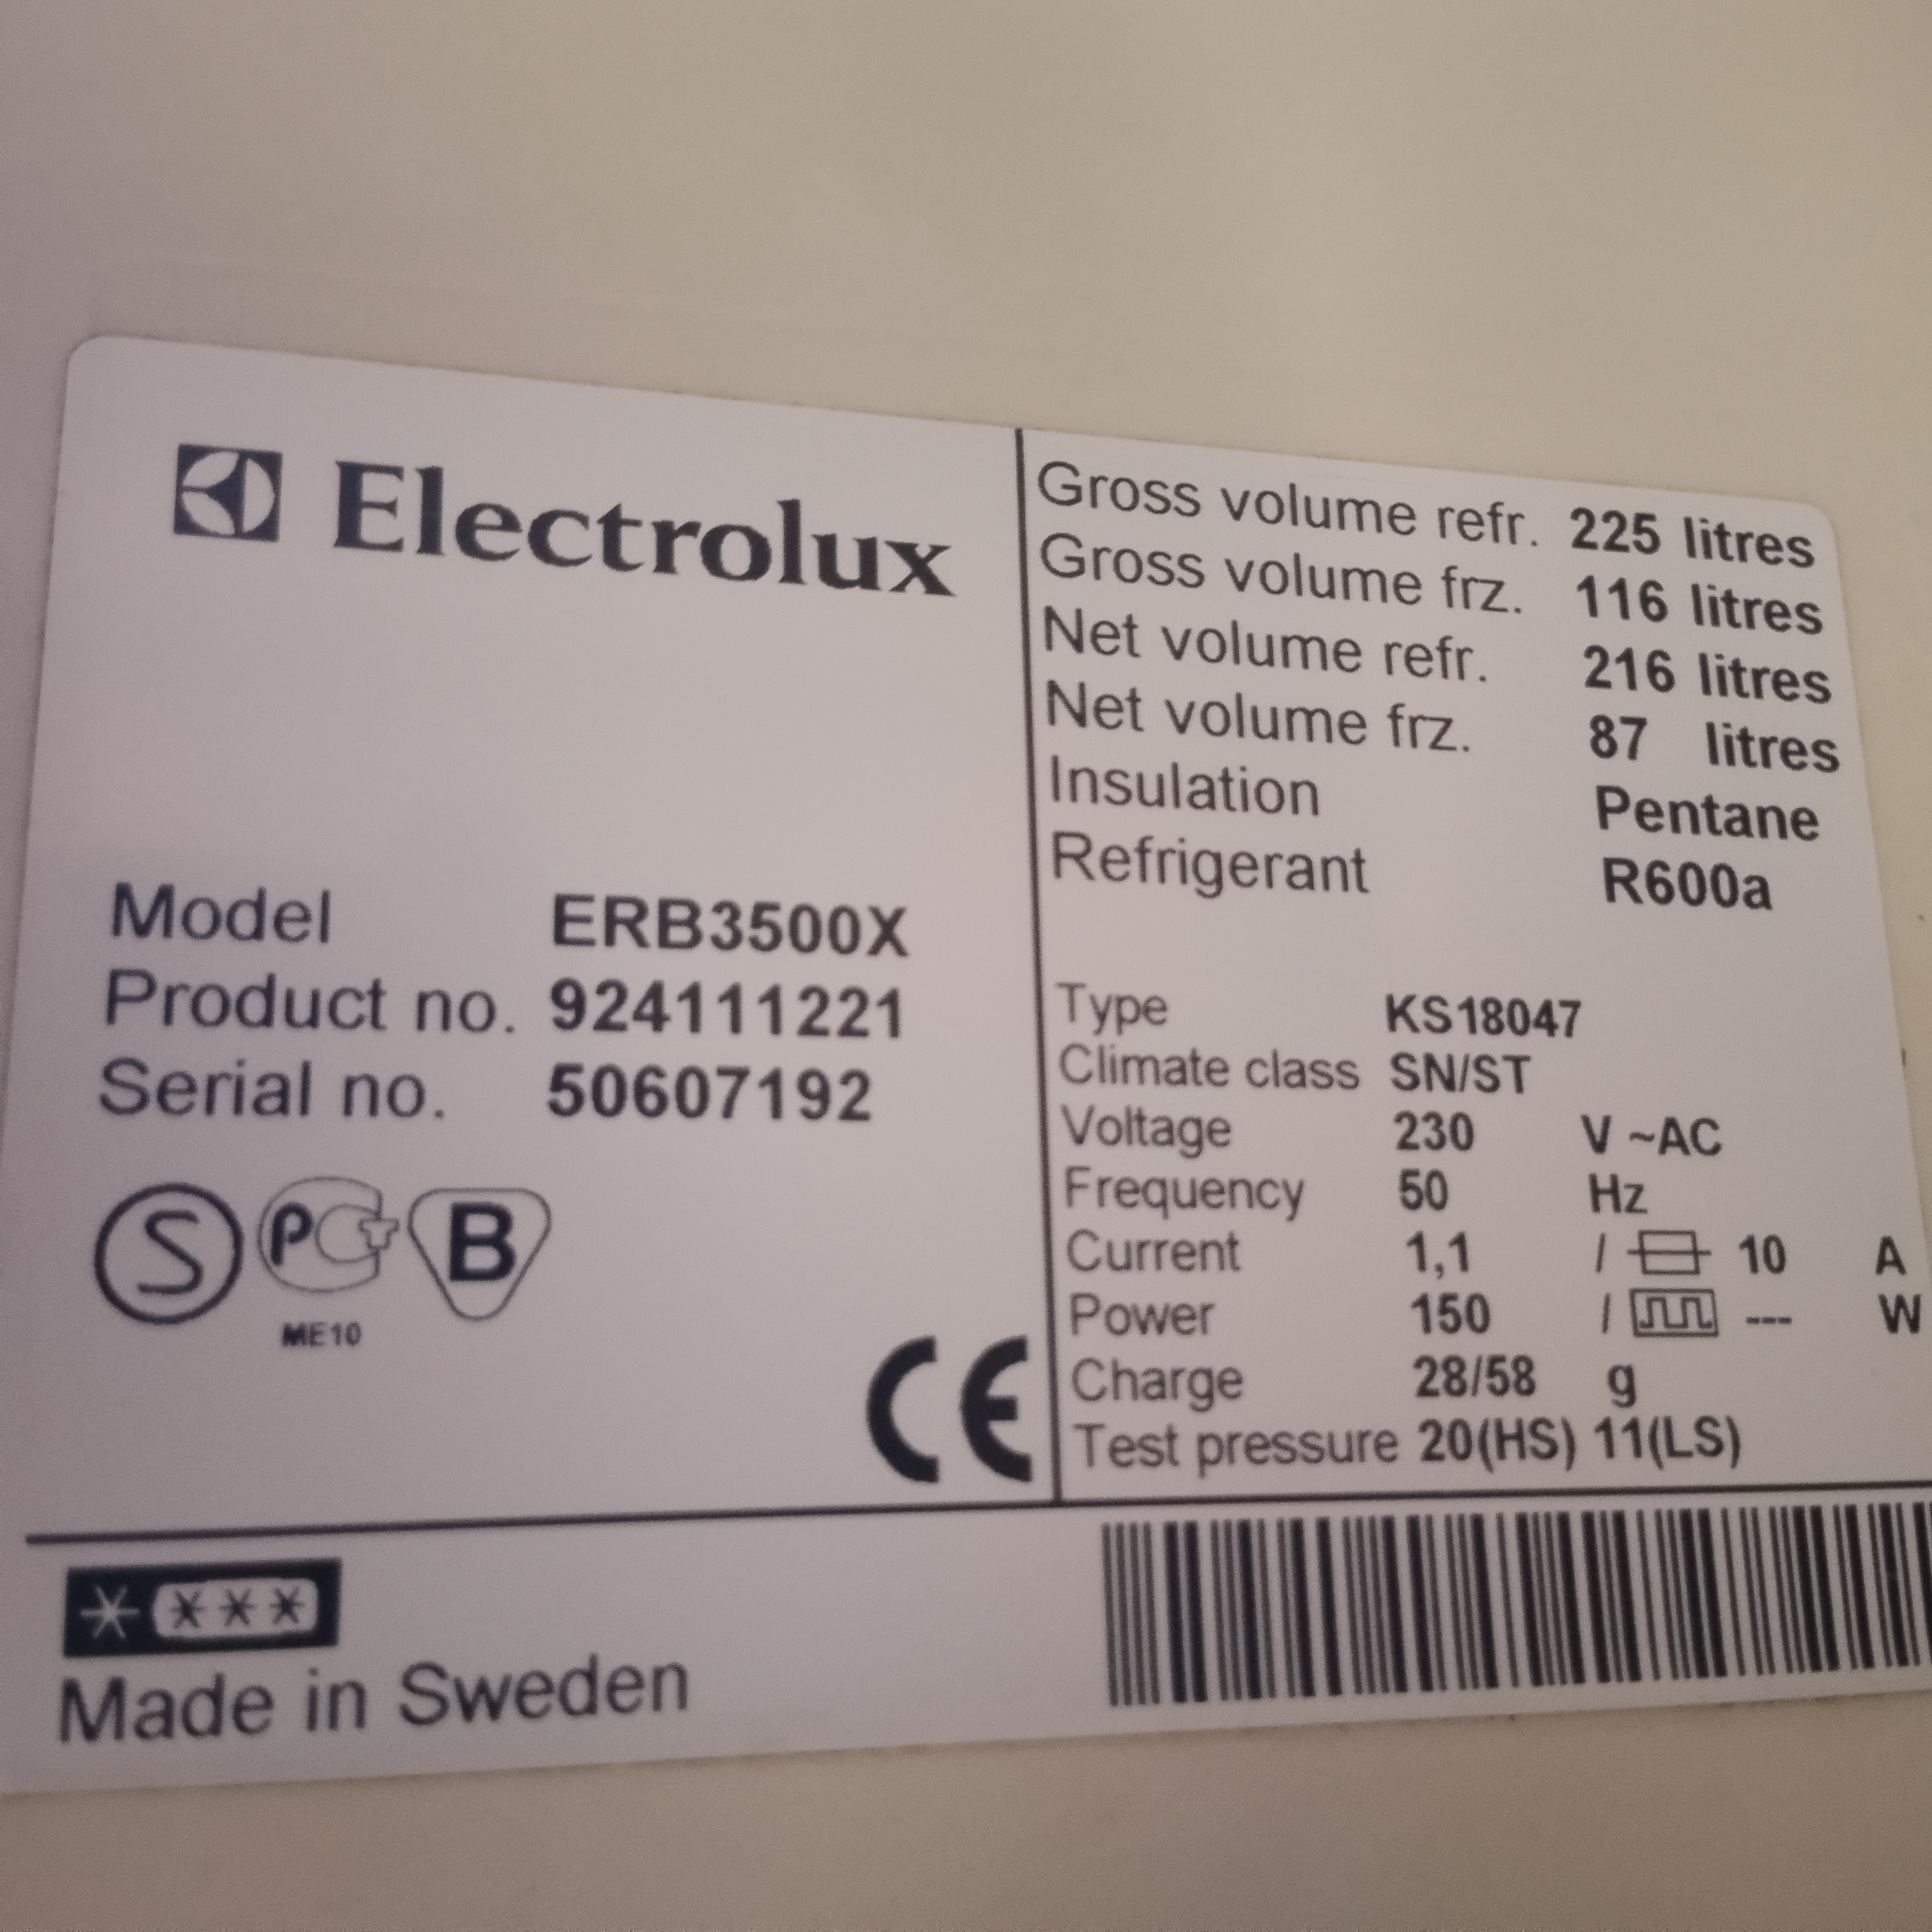 Electrolux
Model ERB3500X
Product no. 924111221
Serial no. 50607192
S PC B
ME10
CE
Gross volume refr. 225 litres
Gross volume frz. 116 litres
Net volume refr. 216 litres
Net volume frz. 87 litres
Insulation Pentane
Refrigerant R600a
Type KS18047
Climate class SN/ST
Voltage 230 V ~AC
Frequency 50 Hz
Current 1,1 / 10 A
Power 150 / --- W
Charge 28/58 g
Test pressure 20(HS) 11(LS)
* ***
Made in Sweden